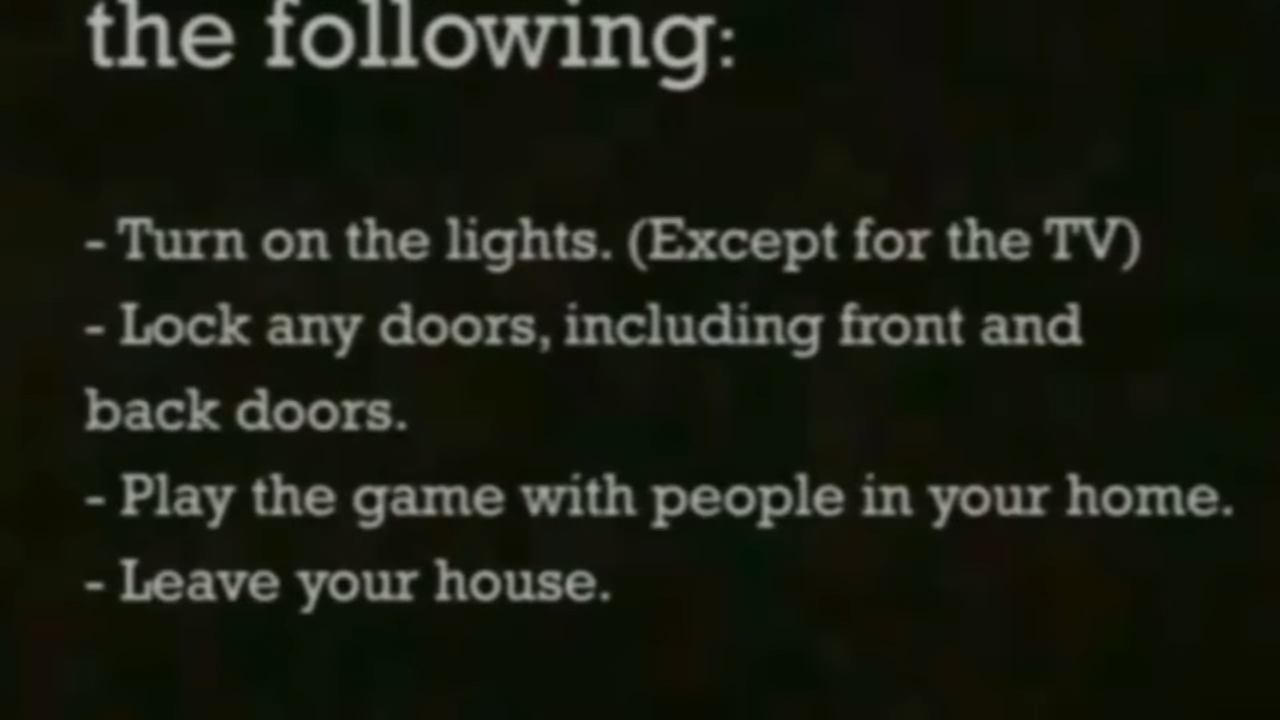 the following:
- Turn on the lights. (Except for the TV)
- Lock any doors, including front and
back doors.
- Play the game with people in your home.
- Leave your house.